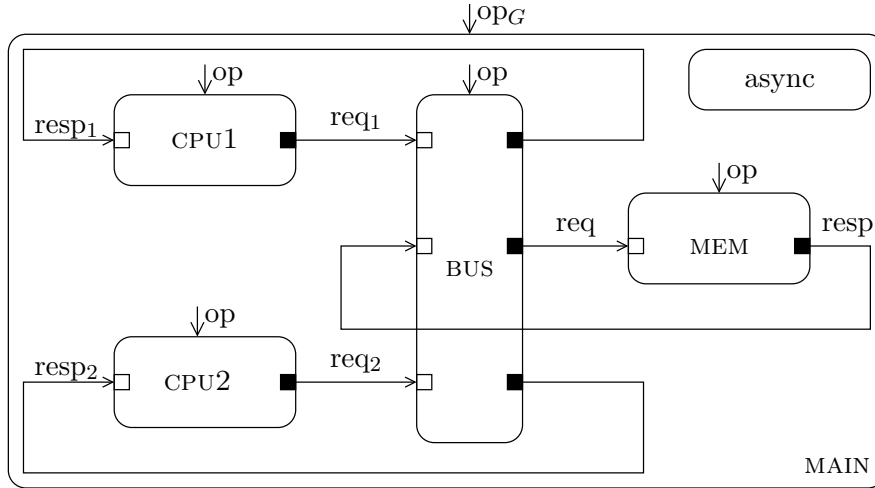 op_G
op
op
async
resp₁
CPU1
req₁
op
req
MEM
resp
BUS
op
resp₂
CPU2
req₂
MAIN